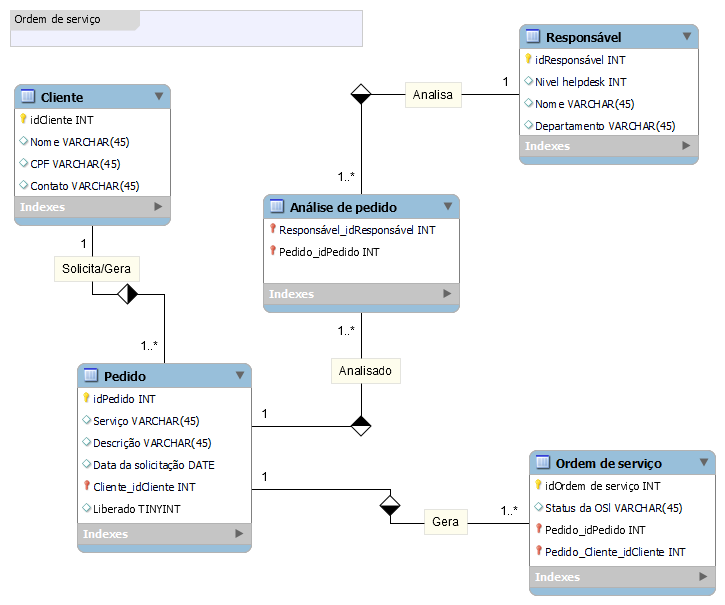 Ordem de serviço
Responsável
idResponsável INT
Nivel helpdesk INT
Nome VARCHAR(45)
Departamento VARCHAR(45)
Indexes
Analisa
1
1..*
Cliente
idCliente INT
Nome VARCHAR(45)
CPF VARCHAR(45)
Contato VARCHAR(45)
Indexes
1
Solicita/Gera
1..*
Análise de pedido
Responsável_idResponsável INT
Pedido_idPedido INT
Indexes
1..*
Analisado
1
Pedido
idPedido INT
Serviço VARCHAR(45)
Descrição VARCHAR(45)
Data da solicitação DATE
Cliente_idCliente INT
Liberado TINYINT
Indexes
1
Gera
1..*
Ordem de serviço
idOrdem de serviço INT
Status da OSl VARCHAR(45)
Pedido_idPedido INT
Pedido_Cliente_idCliente INT
Indexes